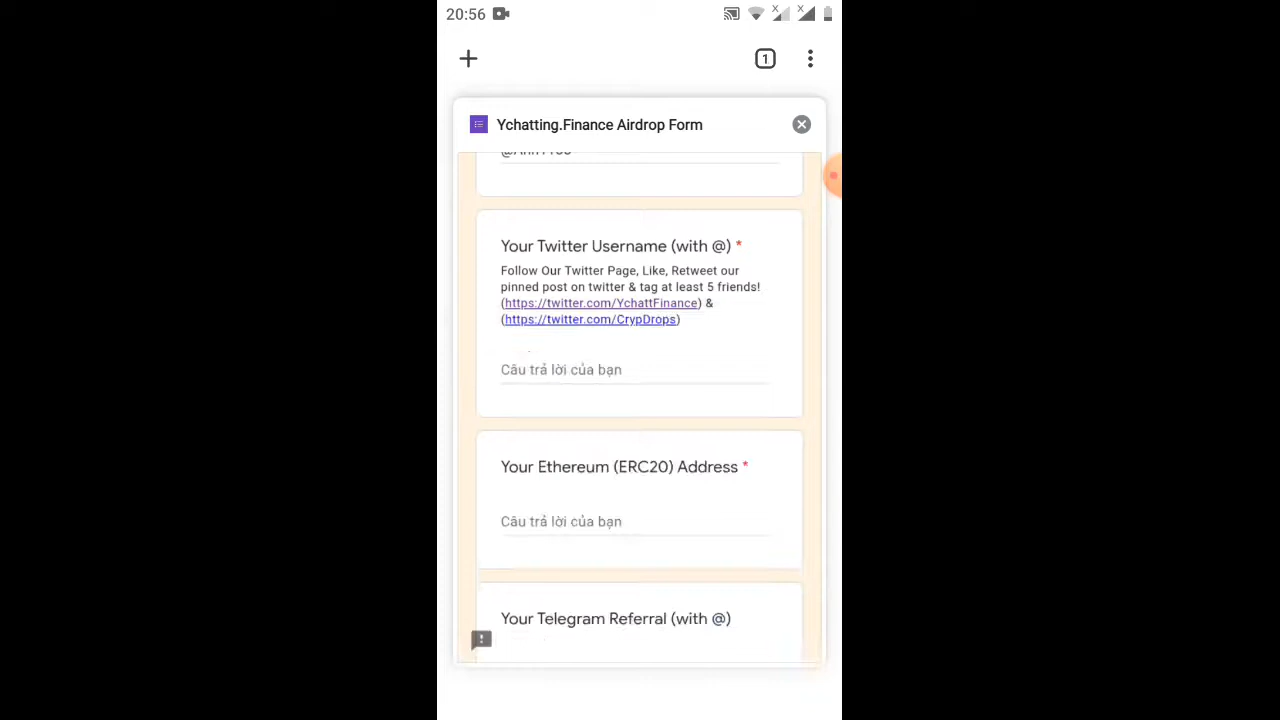 20:56
1
Ychatting.Finance Airdrop Form
Your Twitter Username (with @) *
Follow Our Twitter Page, Like, Retweet our
pinned post on twitter & tag at least 5 friends!
(https://twitter.com/YchattFinance) &
(https://twitter.com/CrypDrops)
Câu trả lời của bạn
Your Ethereum (ERC20) Address *
Câu trả lời của bạn
Your Telegram Referral (with @)